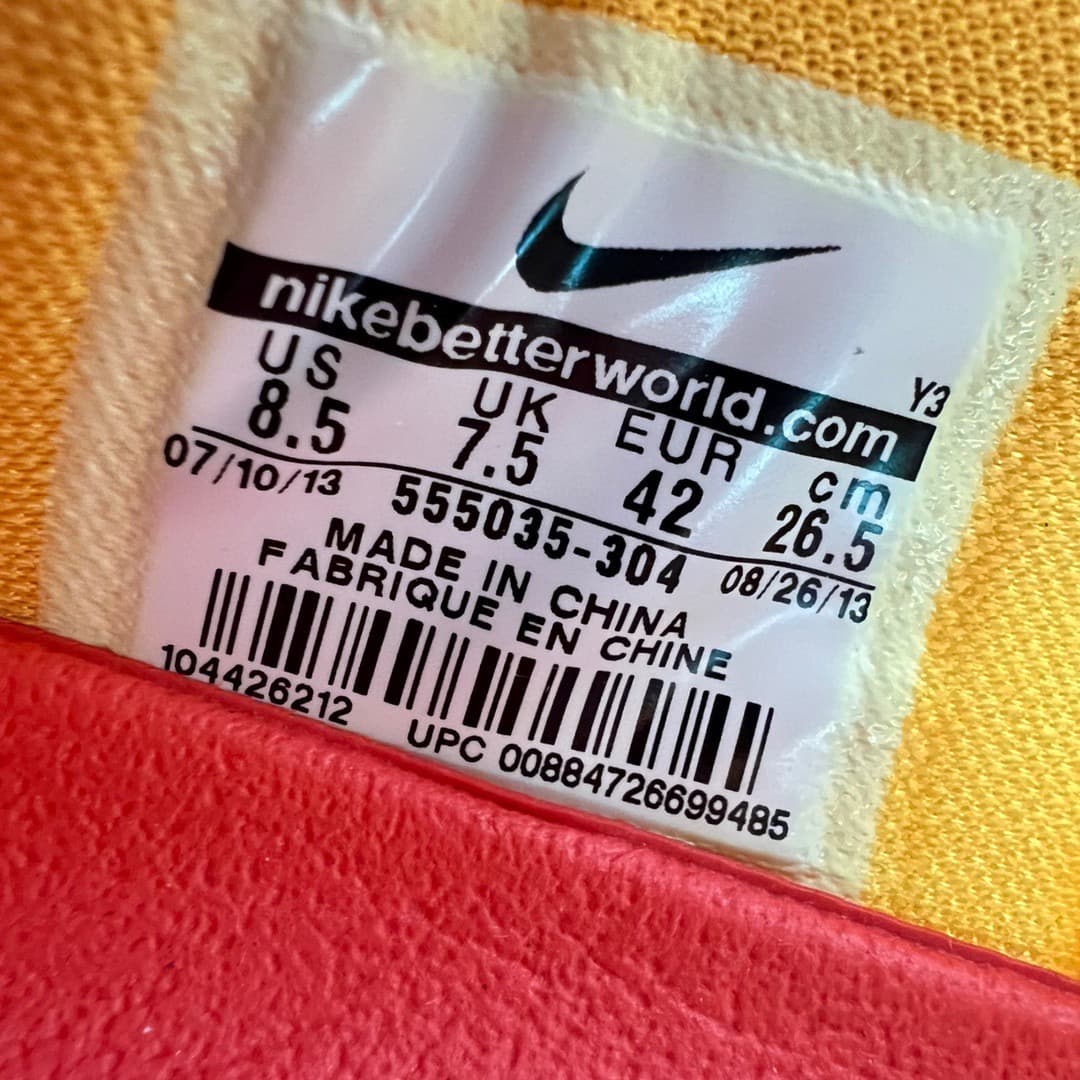 nikebetterworld.com
Y3
US UK EUR cm
8.5 7.5 42 26.5
07/10/13 555035-304 08/26/13
MADE IN CHINA
FABRIQUE EN CHINE
104426212 UPC 00884726699485